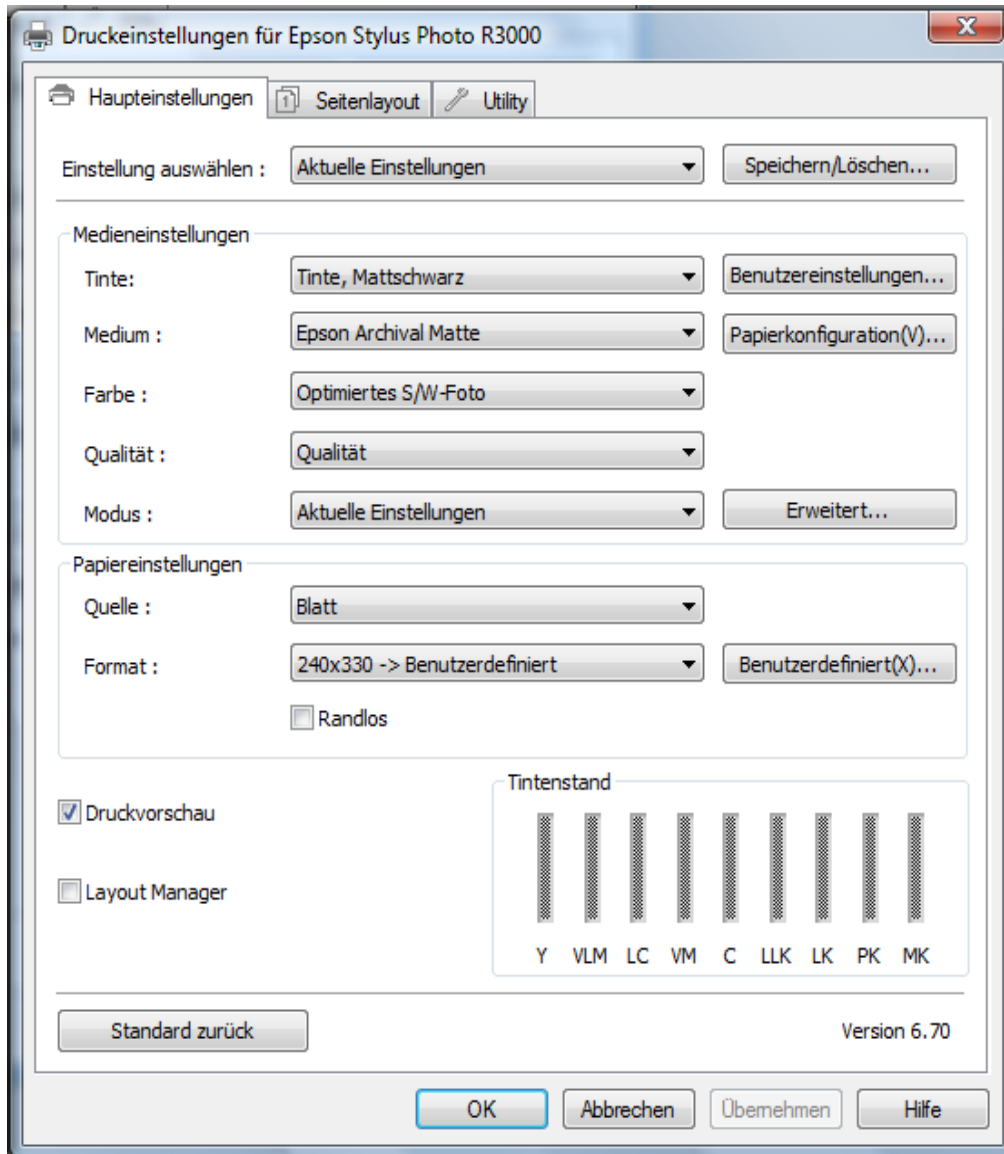 Druckeinstellungen für Epson Stylus Photo R3000
X
Haupteinstellungen 1 Seitenlayout Utility
Einstellung auswählen : Aktuelle Einstellungen Speichern/Löschen...
Medieneinstellungen
Tinte: Tinte, Mattschwarz Benutzereinstellungen...
Medium : Epson Archival Matte Papierkonfiguration(V)...
Farbe : Optimiertes S/W-Foto
Qualität : Qualität
Modus : Aktuelle Einstellungen Erweitert...
Papiereinstellungen
Quelle : Blatt
Format : 240x330 -> Benutzerdefiniert Benutzerdefiniert(X)...
Randlos
Tintenstand
Druckvorschau
Layout Manager
Y VLM LC VM C LLK LK PK MK
Standard zurück Version 6.70
OK Abbrechen Übernehmen Hilfe